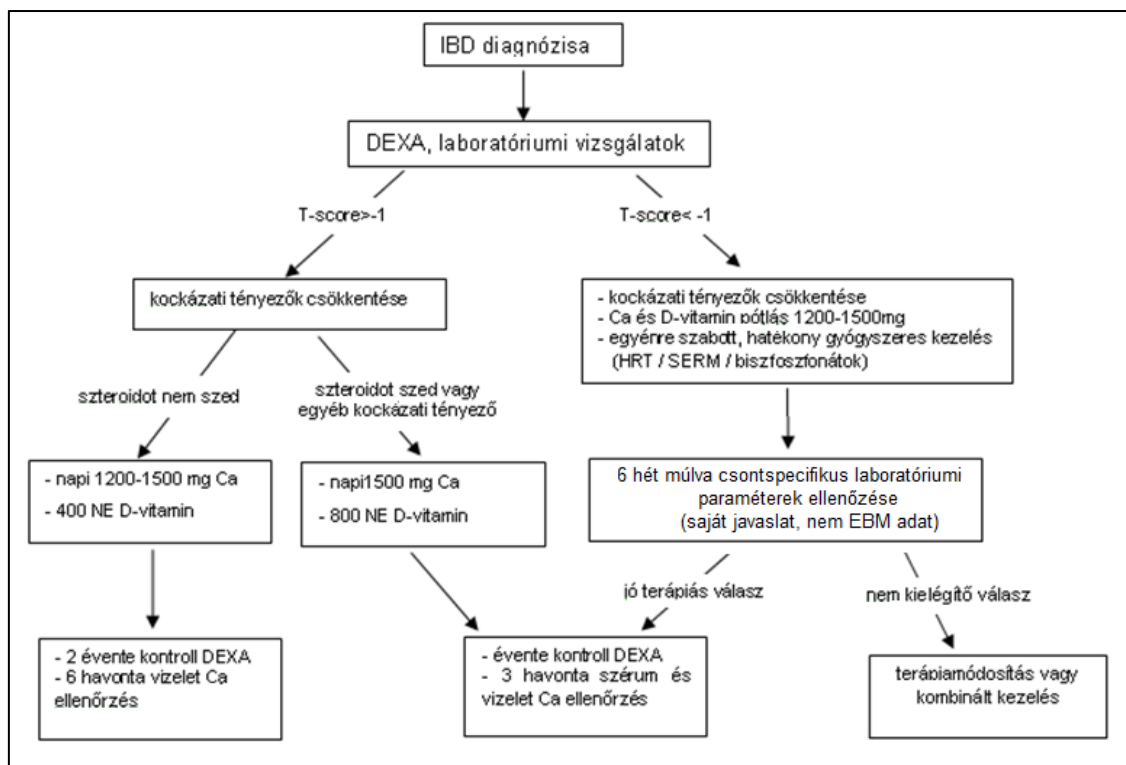 IBD diagnózisa
DEXA, laboratóriumi vizsgálatok
T-score>-1
T-score< -1
kockázati tényezők csökkentése
- kockázati tényezők csökkentése
- Ca és D-vitamin pótlás 1200-1500mg
- egyénre szabott, hatékony gyógyszeres kezelés
(HRT / SERM / biszfoszfonátok)
szteroidot nem szed
szteroidot szed vagy
egyéb kockázati tényező
- napi 1200-1500 mg Ca
- 400 NE D-vitamin
- napi1500 mg Ca
- 800 NE D-vitamin
6 hét múlva csontspecifikus laboratóriumi
paraméterek ellenőzése
(saját javaslat, nem EBM adat)
jó terápiás válasz
nem kielégítő válasz
- 2 évente kontroll DEXA
- 6 havonta vizelet Ca
ellenőrzés
- évente kontroll DEXA
- 3 havonta szérum és
vizelet Ca ellenőrzés
terápiamódosítás vagy
kombinált kezelés